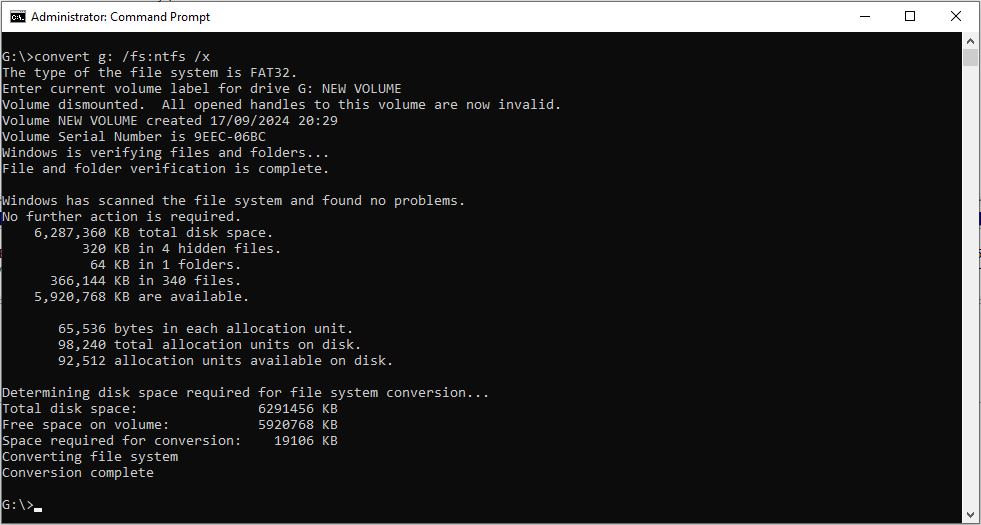 Administrator: Command Prompt
G:\>convert g: /fs:ntfs /x
The type of the file system is FAT32.
Enter current volume label for drive G: NEW VOLUME
Volume dismounted.  All opened handles to this volume are now invalid.
Volume NEW VOLUME created 17/09/2024 20:29
Volume Serial Number is 9EEC-06BC
Windows is verifying files and folders...
File and folder verification is complete.
Windows has scanned the file system and found no problems.
No further action is required.
    6,287,360 KB total disk space.
          320 KB in 4 hidden files.
           64 KB in 1 folders.
      366,144 KB in 340 files.
    5,920,768 KB are available.
       65,536 bytes in each allocation unit.
       98,240 total allocation units on disk.
       92,512 allocation units available on disk.
Determining disk space required for file system conversion...
Total disk space:               6291456 KB
Free space on volume:           5920768 KB
Space required for conversion:    19106 KB
Converting file system
Conversion complete
G:\>